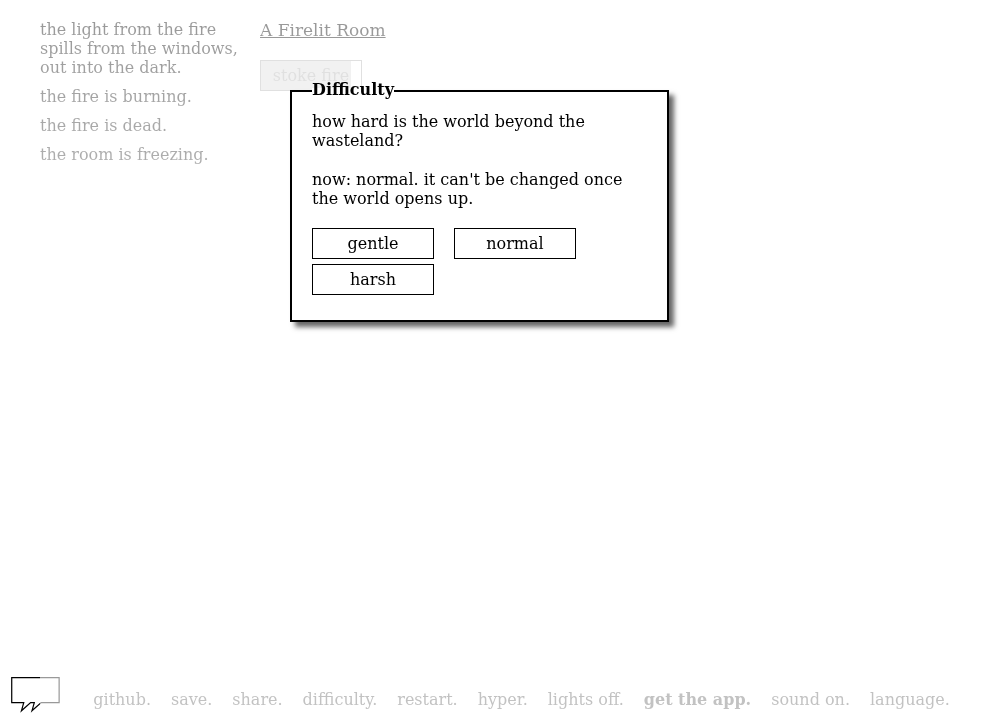 the light from the fire
spills from the windows,
out into the dark.
the fire is burning.
the fire is dead.
the room is freezing.
A Firelit Room
stoke fire
Difficulty
how hard is the world beyond the
wasteland?
now: normal. it can't be changed once
the world opens up.
gentle
normal
harsh
github. save. share. difficulty. restart. hyper. lights off. get the app. sound on. language.